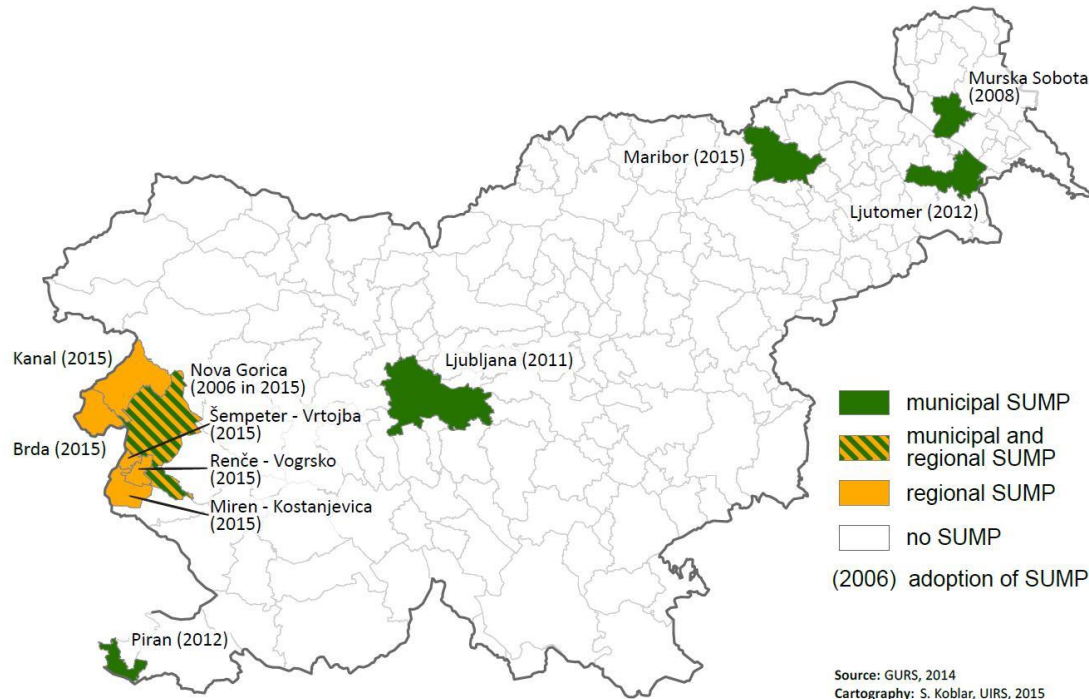 Murska Sobota
(2008)
Maribor (2015)
Ljutomer (2012)
Kanal (2015)
Nova Gorica
(2006 in 2015)
Ljubljana (2011)
Šempeter - Vrtojba
(2015)
Brda (2015)
Renče - Vogrsko
(2015)
Miren - Kostanjevica
(2015)
Piran (2012)
municipal SUMP
municipal and
regional SUMP
regional SUMP
no SUMP
(2006) adoption of SUMP
Source: GURS, 2014
Cartography: S. Koblar, UIRS, 2015